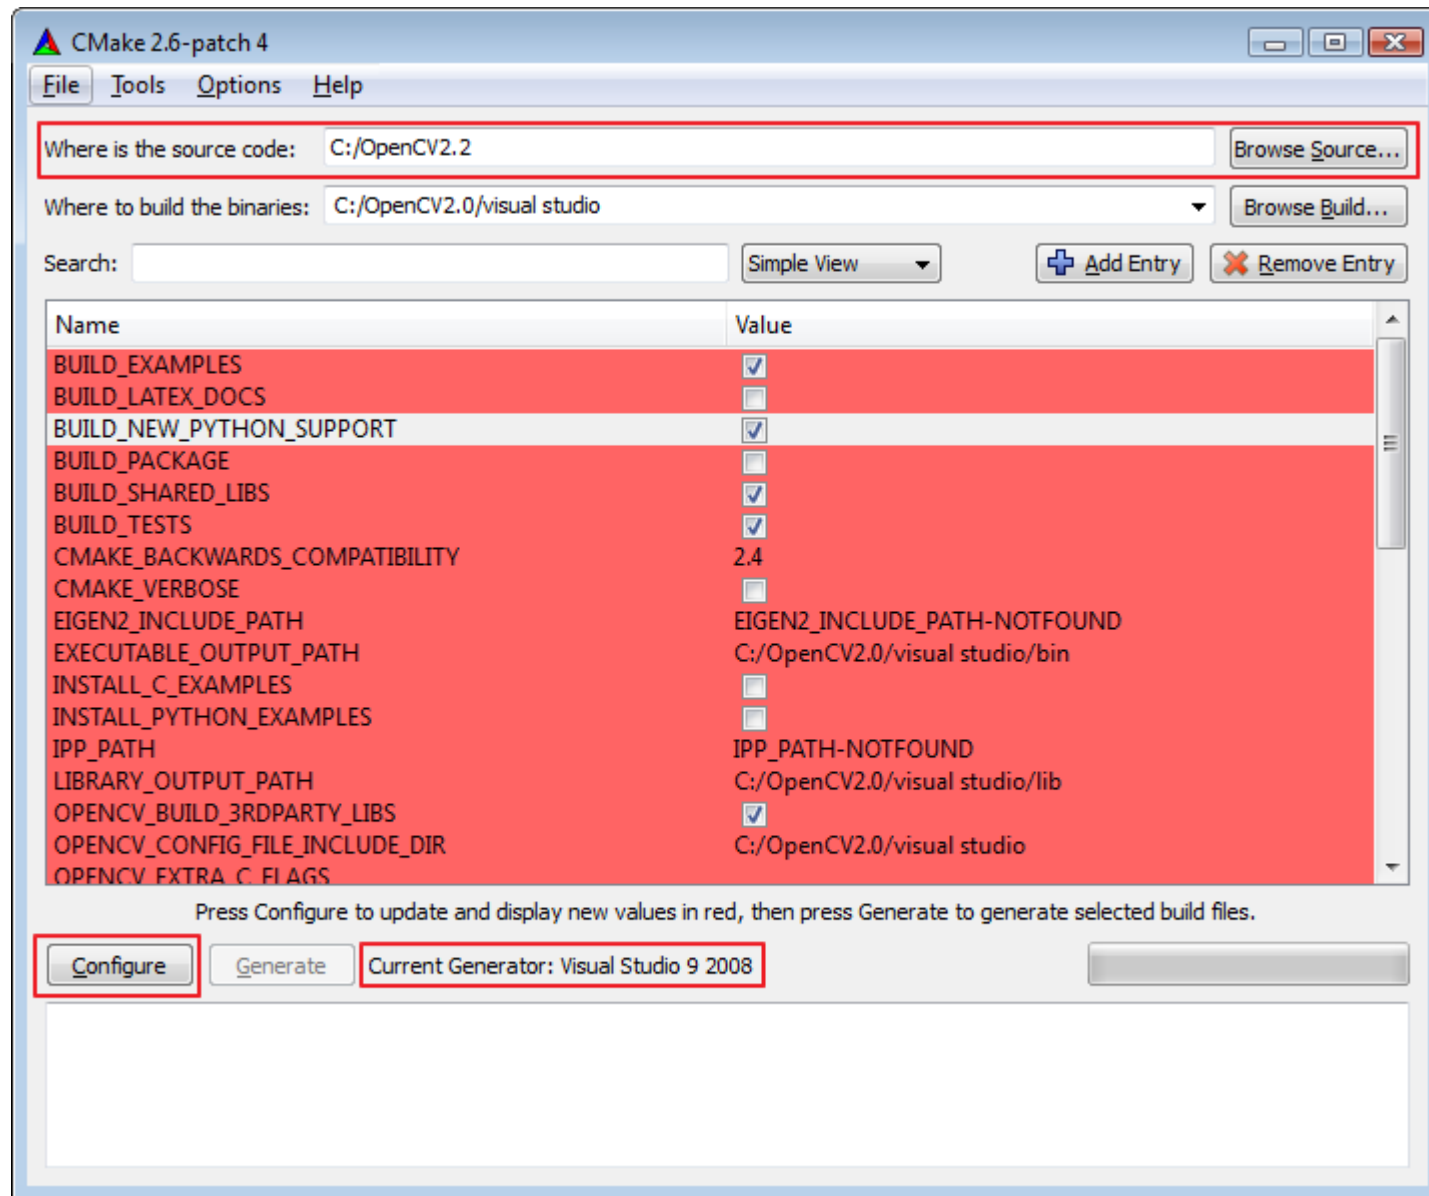 CMake 2.6-patch 4
File Tools Options Help
Where is the source code: C:/OpenCV2.2 Browse Source...
Where to build the binaries: C:/OpenCV2.0/visual studio Browse Build...
Search: Simple View Add Entry Remove Entry
Name Value
BUILD_EXAMPLES
BUILD_LATEX_DOCS
BUILD_NEW_PYTHON_SUPPORT
BUILD_PACKAGE
BUILD_SHARED_LIBS
BUILD_TESTS
CMAKE_BACKWARDS_COMPATIBILITY 2.4
CMAKE_VERBOSE
EIGEN2_INCLUDE_PATH EIGEN2_INCLUDE_PATH-NOTFOUND
EXECUTABLE_OUTPUT_PATH C:/OpenCV2.0/visual studio/bin
INSTALL_C_EXAMPLES
INSTALL_PYTHON_EXAMPLES
IPP_PATH IPP_PATH-NOTFOUND
LIBRARY_OUTPUT_PATH C:/OpenCV2.0/visual studio/lib
OPENCV_BUILD_3RDPARTY_LIBS
OPENCV_CONFIG_FILE_INCLUDE_DIR C:/OpenCV2.0/visual studio
OPENCV_EXTRA_C_FLAGS
Press Configure to update and display new values in red, then press Generate to generate selected build files.
Configure Generate Current Generator: Visual Studio 9 2008